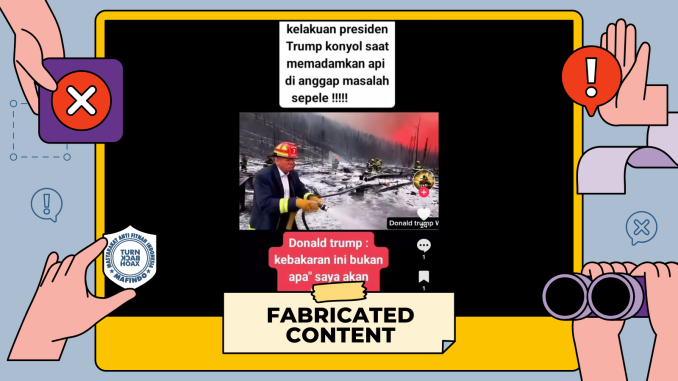 kelakuan presiden
Trump konyol saat
memadamkan api
di anggap masalah
sepele !!!!!
Donald trump W
1
Donald trump :
kebakaran ini bukan
apa" saya akan
1
MASYARAKAT ANTI FITNAH INDONESIA
TURN
BACK
HOAX
MAFINDO
FABRICATED
CONTENT